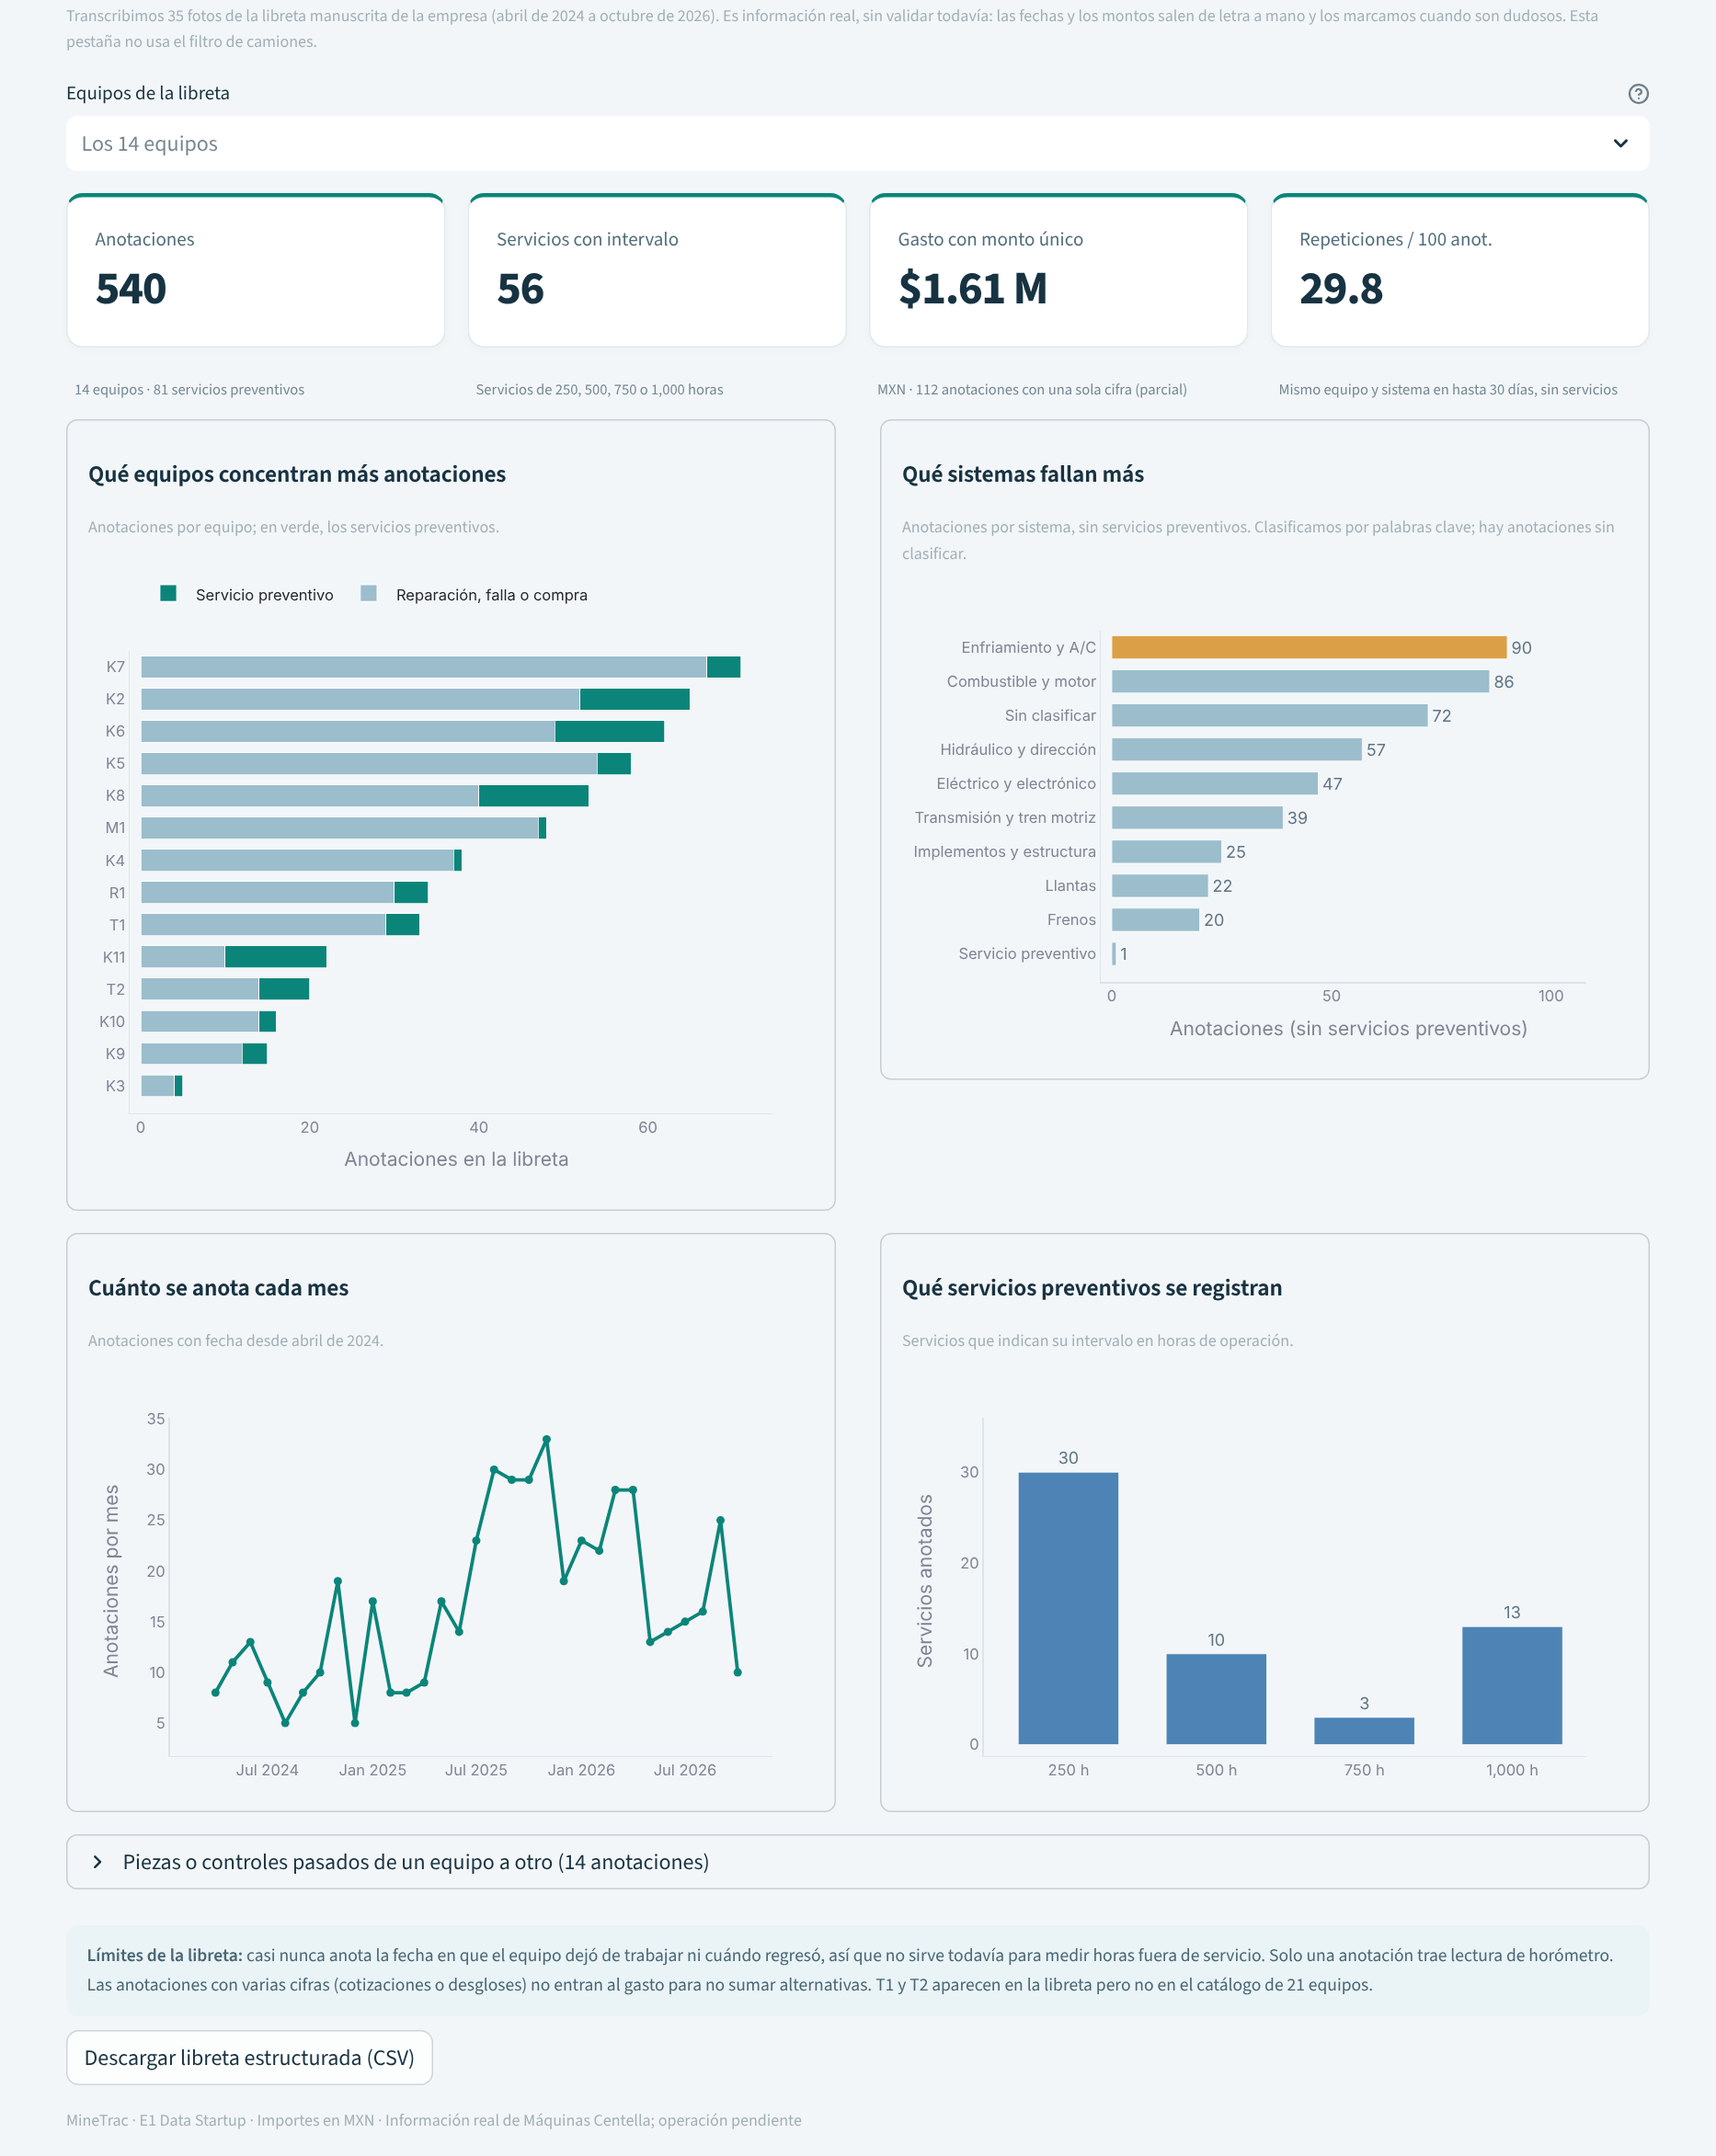 Transcribimos 35 fotos de la libreta manuscrita de la empresa (abril de 2024 a octubre de 2026). Es información real, sin validar todavía: las fechas y los montos salen de letra a mano y los marcamos cuando son dudosos. Esta
pestaña no usa el filtro de camiones.
Equipos de la libreta
Los 14 equipos
Anotaciones
540
14 equipos · 81 servicios preventivos
Servicios con intervalo
56
Servicios de 250, 500, 750 o 1,000 horas
Gasto con monto único
$1.61 M
MXN · 112 anotaciones con una sola cifra (parcial)
Repeticiones / 100 anot.
29.8
Mismo equipo y sistema en hasta 30 días, sin servicios
Qué equipos concentran más anotaciones
Anotaciones por equipo; en verde, los servicios preventivos.
Servicio preventivo
Reparación, falla o compra
K7
K2
K6
K5
K8
M1
K4
R1
T1
K11
T2
K10
K9
K3
0 20 40 60
Anotaciones en la libreta
Qué sistemas fallan más
Anotaciones por sistema, sin servicios preventivos. Clasificamos por palabras clave; hay anotaciones sin
clasificar.
Enfriamiento y A/C 90
Combustible y motor 86
Sin clasificar 72
Hidráulico y dirección 57
Eléctrico y electrónico 47
Transmisión y tren motriz 39
Implementos y estructura 25
Llantas 22
Frenos 20
Servicio preventivo 1
0 50 100
Anotaciones (sin servicios preventivos)
Cuánto se anota cada mes
Anotaciones con fecha desde abril de 2024.
Anotaciones por mes
35
30
25
20
15
10
5
Jul 2024 Jan 2025 Jul 2025 Jan 2026 Jul 2026
Qué servicios preventivos se registran
Servicios que indican su intervalo en horas de operación.
Servicios anotados
30
20
10
0
30
10
3
13
250 h 500 h 750 h 1,000 h
Piezas o controles pasados de un equipo a otro (14 anotaciones)
Límites de la libreta: casi nunca anota la fecha en que el equipo dejó de trabajar ni cuándo regresó, así que no sirve todavía para medir horas fuera de servicio. Solo una anotación trae lectura de horómetro.
Las anotaciones con varias cifras (cotizaciones o desgloses) no entran al gasto para no sumar alternativas. T1 y T2 aparecen en la libreta pero no en el catálogo de 21 equipos.
Descargar libreta estructurada (CSV)
MineTrac · E1 Data Startup · Importes en MXN · Información real de Máquinas Centella; operación pendiente